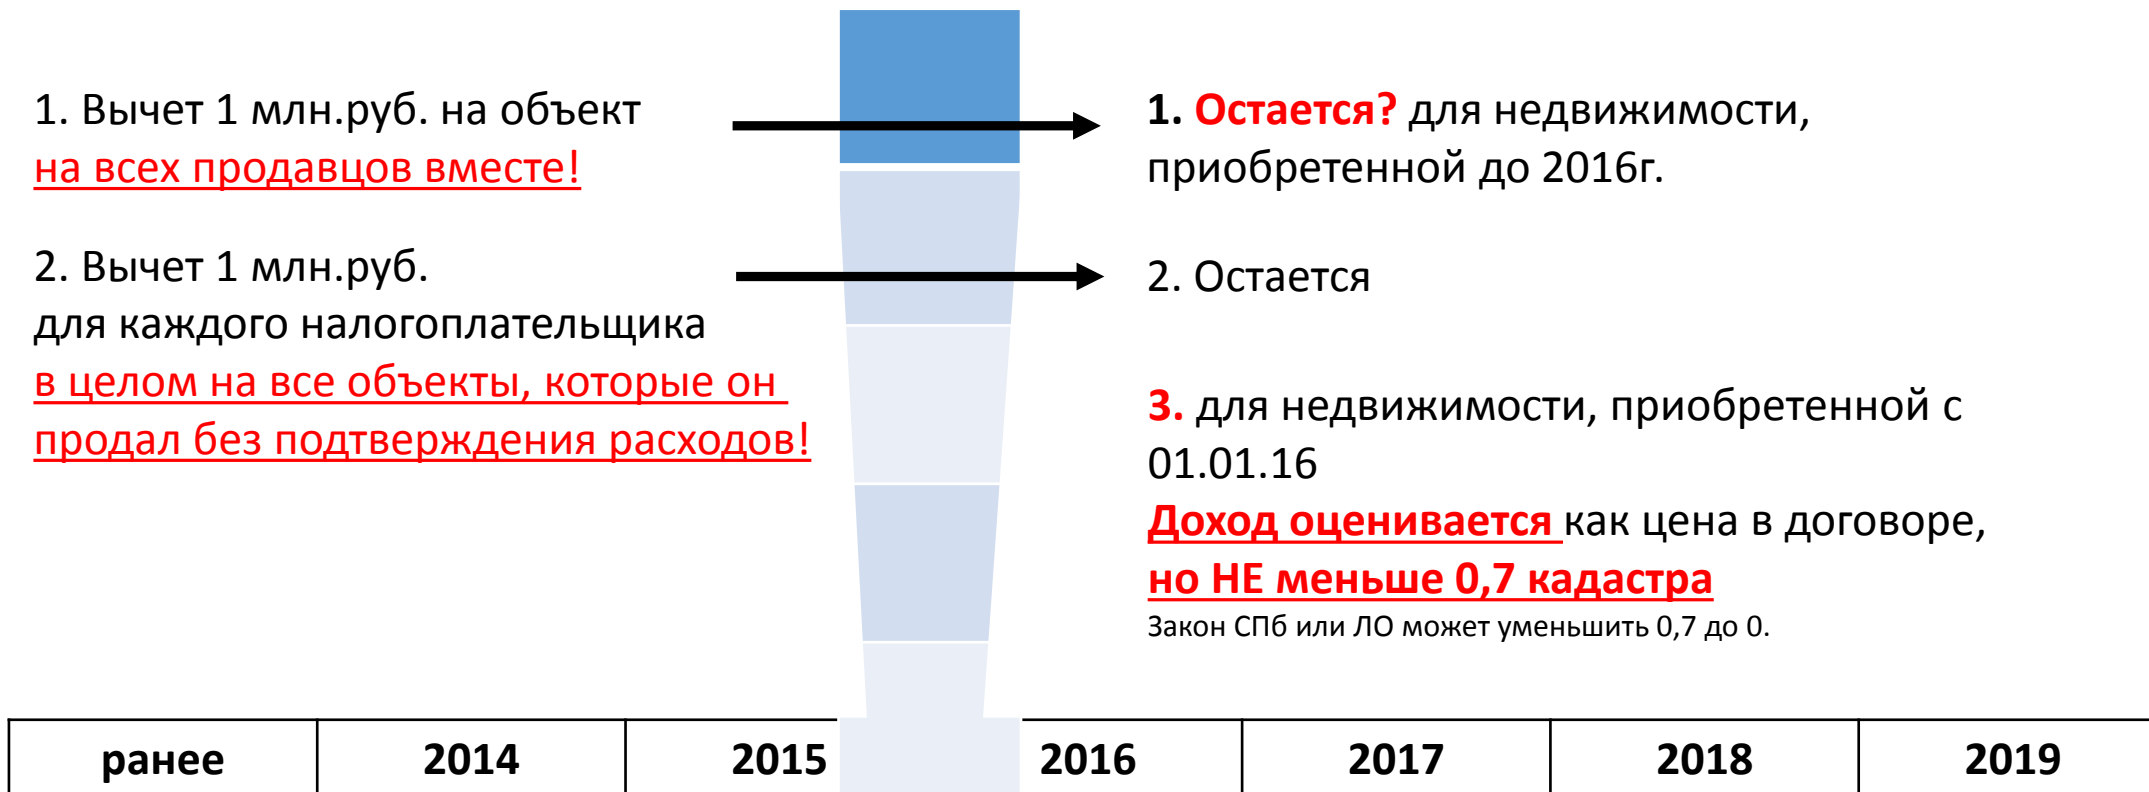 1. Вычет 1 млн.руб. на объект
на всех продавцов вместе!
2. Вычет 1 млн.руб.
для каждого налогоплательщика
в целом на все объекты, которые он
продал без подтверждения расходов!
1. Остается? для недвижимости,
приобретенной до 2016г.
2. Остается
3. для недвижимости, приобретенной с
01.01.16
Доход оценивается как цена в договоре,
но НЕ меньше 0,7 кадастра
Закон СПб или ЛО может уменьшить 0,7 до 0.
ранее 2014 2015 2016 2017 2018 2019